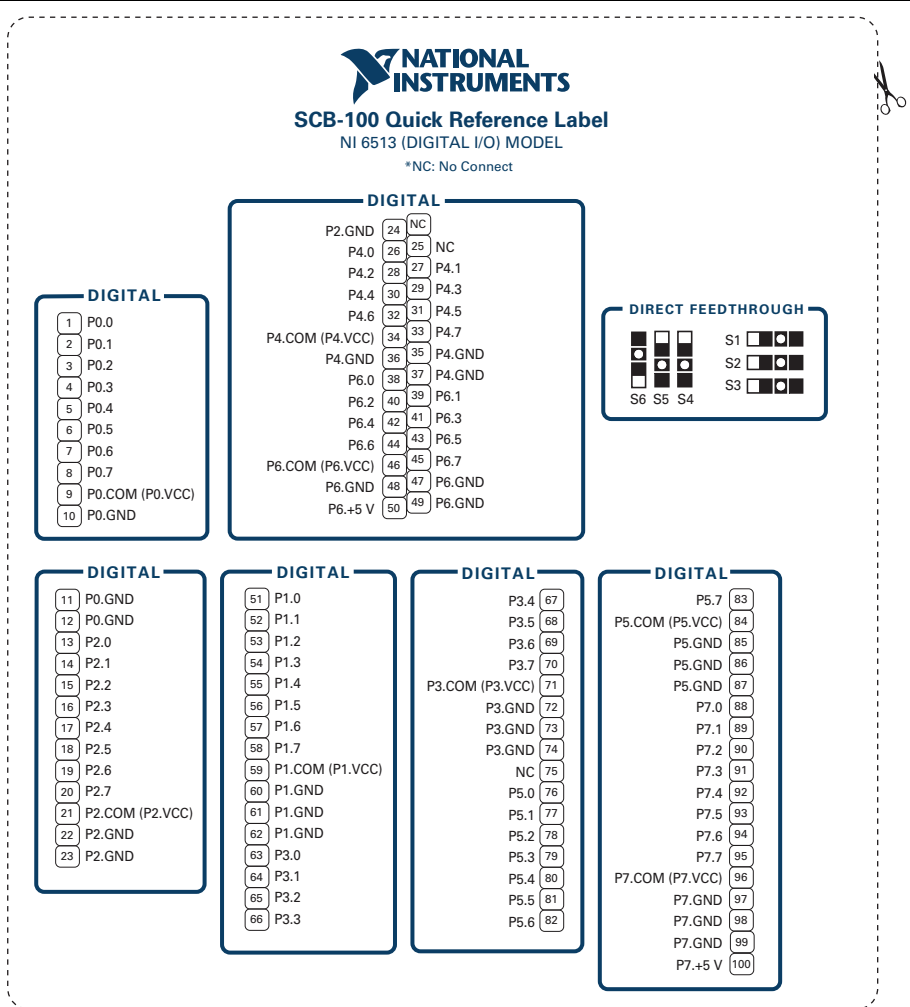 NATIONAL
INSTRUMENTS
SCB-100 Quick Reference Label
NI 6513 (DIGITAL I/O) MODEL
*NC: No Connect
DIGITAL
1 P0.0
2 P0.1
3 P0.2
4 P0.3
5 P0.4
6 P0.5
7 P0.6
8 P0.7
9 P0.COM (P0.VCC)
10 P0.GND
DIGITAL
NC
P2.GND 24
25 NC
P4.0 26
27 P4.1
P4.2 28
29 P4.3
P4.4 30
31 P4.5
P4.6 32
33 P4.7
P4.COM (P4.VCC) 34
35 P4.GND
P4.GND 36
37 P4.GND
P6.0 38
39 P6.1
P6.2 40
41 P6.3
P6.4 42
43 P6.5
P6.6 44
45 P6.7
P6.COM (P6.VCC) 46
47 P6.GND
P6.GND 48
49 P6.GND
P6.+5 V 50
DIRECT FEEDTHROUGH
S1
S2
S3
S6 S5 S4
DIGITAL
11 P0.GND
12 P0.GND
13 P2.0
14 P2.1
15 P2.2
16 P2.3
17 P2.4
18 P2.5
19 P2.6
20 P2.7
21 P2.COM (P2.VCC)
22 P2.GND
23 P2.GND
DIGITAL
51 P1.0
52 P1.1
53 P1.2
54 P1.3
55 P1.4
56 P1.5
57 P1.6
58 P1.7
59 P1.COM (P1.VCC)
60 P1.GND
61 P1.GND
62 P1.GND
63 P3.0
64 P3.1
65 P3.2
66 P3.3
DIGITAL
P3.4 67
P3.5 68
P3.6 69
P3.7 70
P3.COM (P3.VCC) 71
P3.GND 72
P3.GND 73
P3.GND 74
NC 75
P5.0 76
P5.1 77
P5.2 78
P5.3 79
P5.4 80
P5.5 81
P5.6 82
DIGITAL
P5.7 83
P5.COM (P5.VCC) 84
P5.GND 85
P5.GND 86
P5.GND 87
P7.0 88
P7.1 89
P7.2 90
P7.3 91
P7.4 92
P7.5 93
P7.6 94
P7.7 95
P7.COM (P7.VCC) 96
P7.GND 97
P7.GND 98
P7.GND 99
P7.+5 V 100